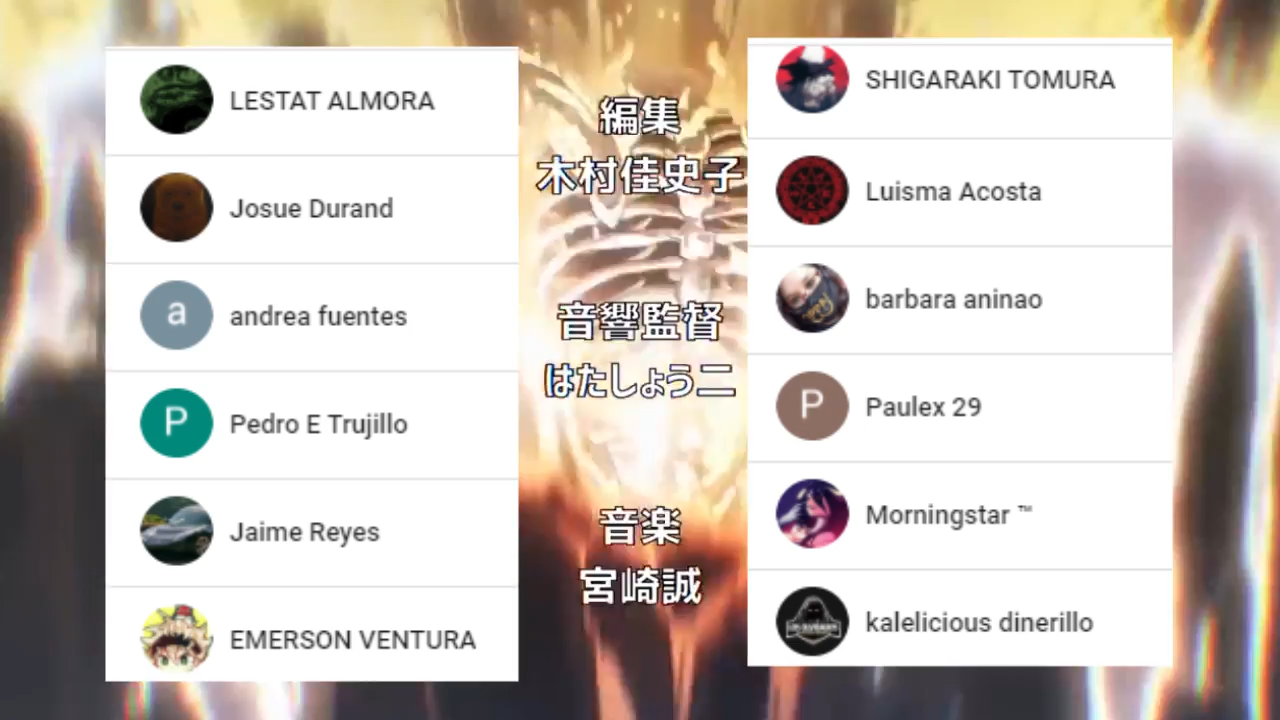 LESTAT ALMORA
Josue Durand
a
andrea fuentes
P
Pedro E Trujillo
Jaime Reyes
EMERSON VENTURA
編集
木村佳史子
音響監督
はたしょう二
音楽
宮崎誠
SHIGARAKI TOMURA
Luisma Acosta
barbara aninao
P
Paulex 29
Morningstar ™
kalelicious dinerillo